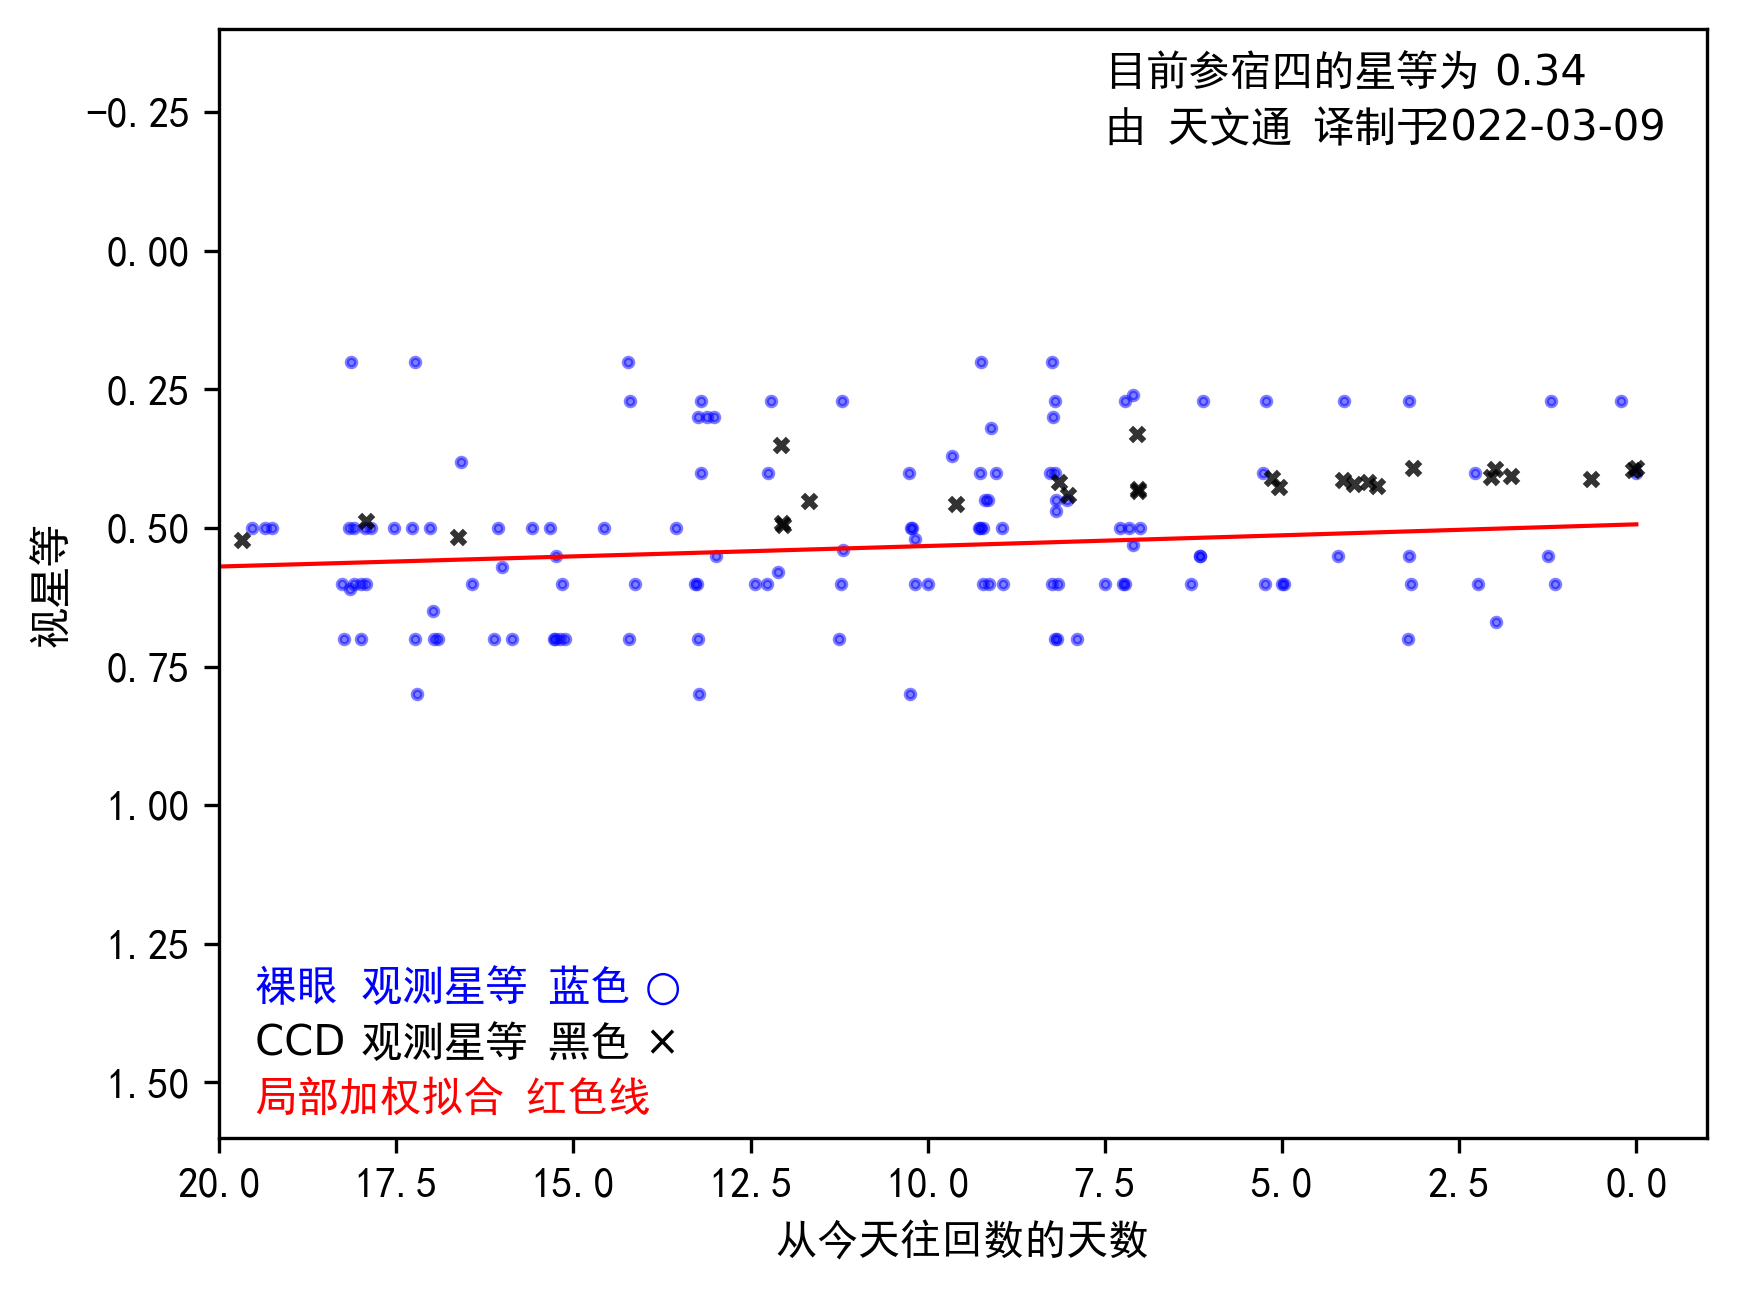 目前参宿四的星等为 0.34
由 天文通 译制于2022-03-09
−0.25
0.00
0.25
0.50
0.75
1.00
1.25
1.50
视星等
裸眼 观测星等 蓝色 ○
CCD 观测星等 黑色 ×
局部加权拟合 红色线
20.0 17.5 15.0 12.5 10.0 7.5 5.0 2.5 0.0
从今天往回数的天数